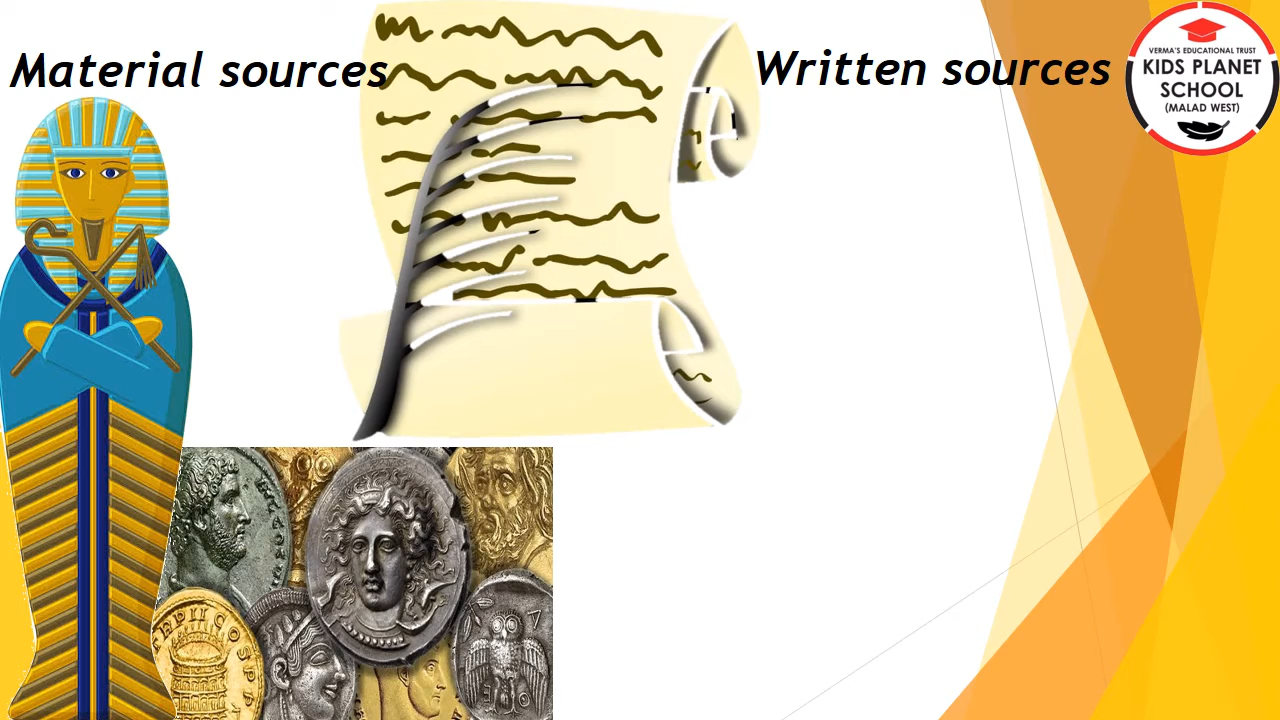 Material sources
Written sources
VERMA'S EDUCATIONAL TRUST
KIDS PLANET
SCHOOL
(MALAD WEST)